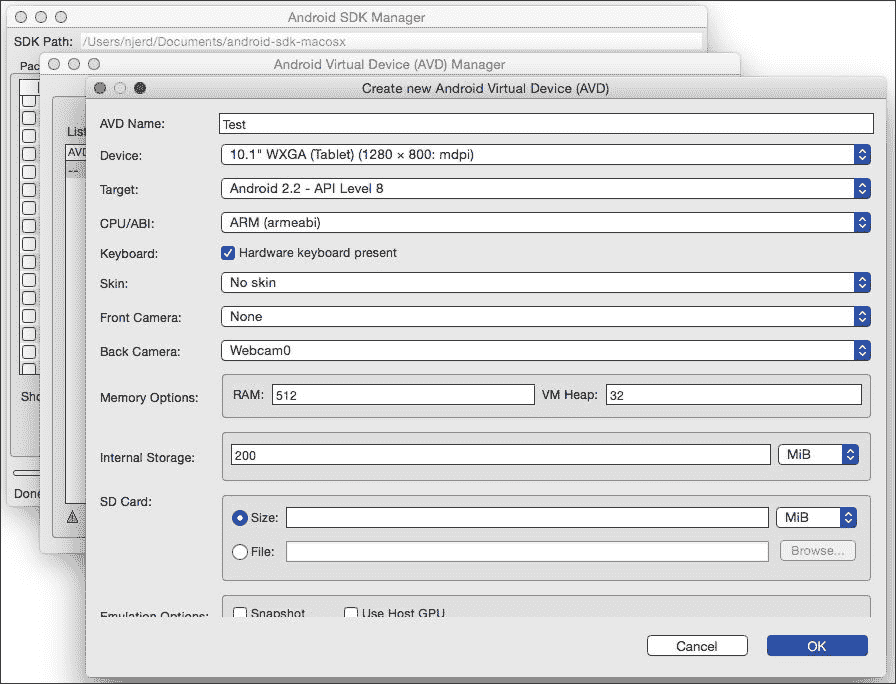 Android SDK Manager
SDK Path: /Users/njerd/Documents/android-sdk-macosx
Android Virtual Device (AVD) Manager
Pac
Create new Android Virtual Device (AVD)
AVD Name: Test
List
AVD
Device: 10.1" WXGA (Tablet) (1280 × 800: mdpi)
--
Target: Android 2.2 - API Level 8
CPU/ABI: ARM (armeabi)
Keyboard: Hardware keyboard present
Skin: No skin
Front Camera: None
Back Camera: Webcam0
Memory Options: RAM: 512 VM Heap: 32
Sho
Internal Storage: 200 MiB
Done
SD Card:
Size: MiB
File: Browse...
Emulation Options: Snapshot Use Host GPU
Cancel OK